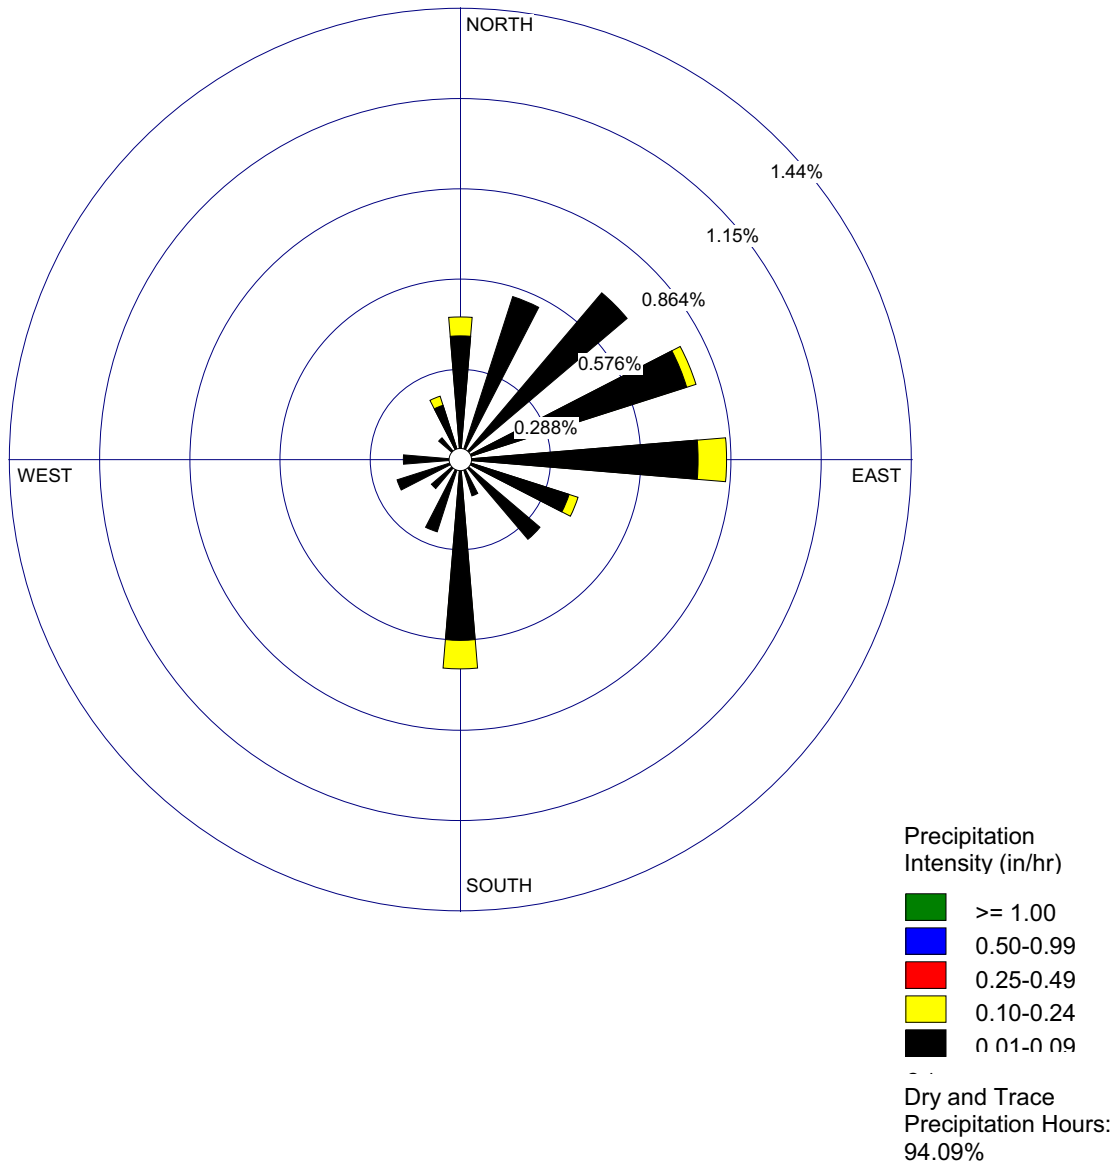 NORTH
1.44%
1.15%
0.864%
0.576%
0.288%
WEST
EAST
SOUTH
Precipitation
Intensity (in/hr)
>= 1.00
0.50-0.99
0.25-0.49
0.10-0.24
0.01-0.09
Dry and Trace
Precipitation Hours:
94.09%